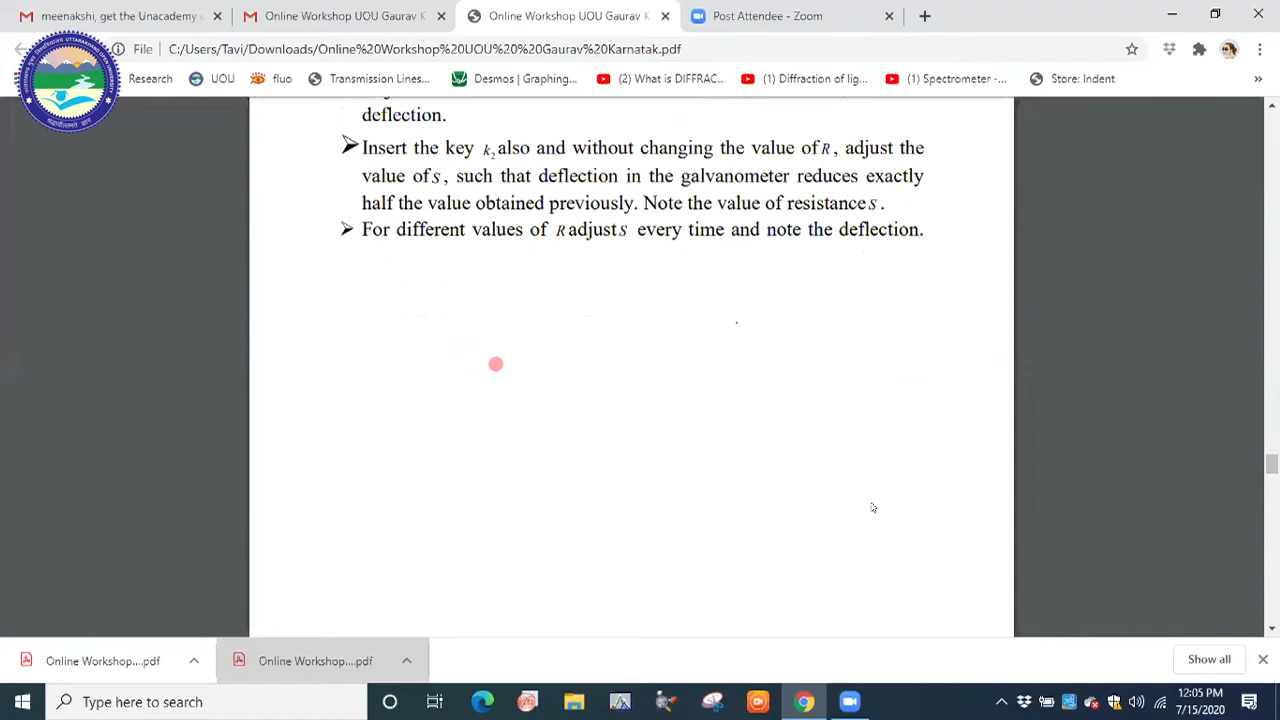 meenakshi, get the Unacademy
Online Workshop UOU Gaurav K
Online Workshop UOU Gaurav K
Post Attendee - Zoom
File
C:/Users/Tavi/Downloads/Online%20Workshop%20UOU%20%20Gaurav%20Karnatak.pdf
Research
UOU
fluo
Transmission Lines...
Desmos | Graphing...
(2) What is DIFFRAC...
(1) Diffraction of lig...
(1) Spectrometer -...
Store: Indent
»
deflection.
➢ Insert the key k₂ also and without changing the value of R, adjust the
value of S, such that deflection in the galvanometer reduces exactly
half the value obtained previously. Note the value of resistance S.
➢ For different values of R adjust S every time and note the deflection.
Online Workshop....pdf
Online Workshop....pdf
Show all
Type here to search
12:05 PM
7/15/2020